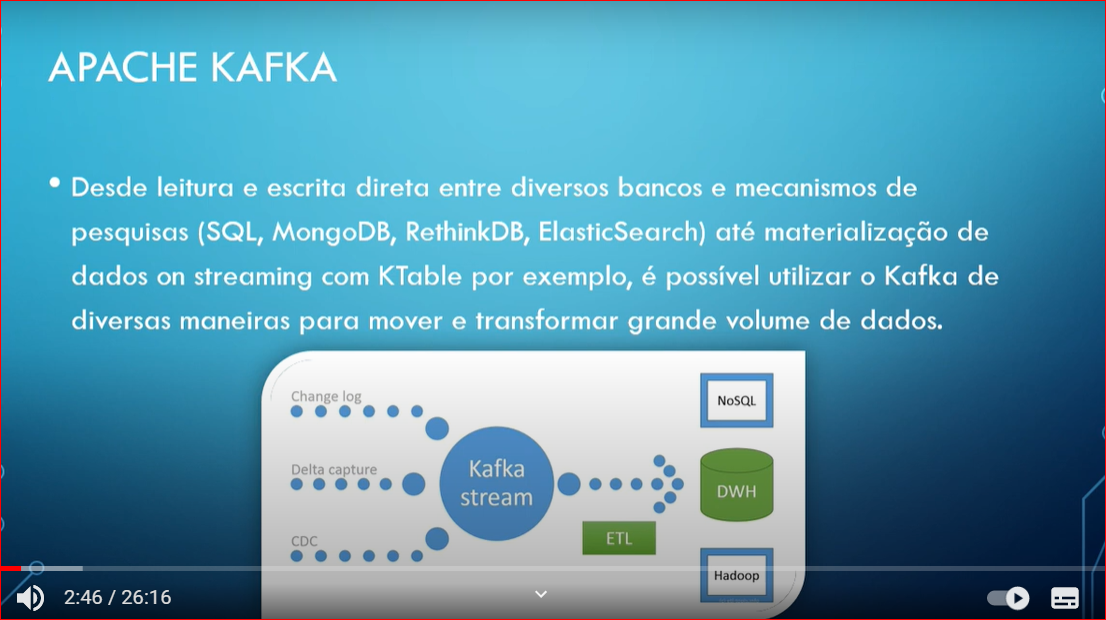 APACHE KAFKA
• Desde leitura e escrita direta entre diversos bancos e mecanismos de
pesquisas (SQL, MongoDB, RethinkDB, ElasticSearch) até materialização de
dados on streaming com KTable por exemplo, é possível utilizar o Kafka de
diversas maneiras para mover e transformar grande volume de dados.
Change log
NoSQL
Delta capture
Kafka
stream
DWH
CDC
ETL
Hadoop
2:46 / 26:16